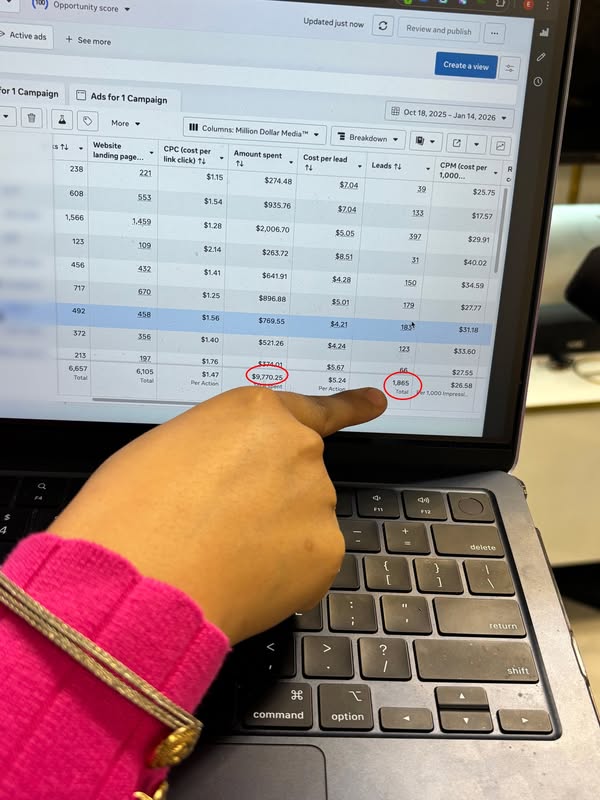 100 Opportunity score
Updated just now
Review and publish
E
Active ads
+ See more
Create a view
for 1 Campaign
Ads for 1 Campaign
Oct 18, 2025 – Jan 14, 2026
More
Columns: Million Dollar Media™
Breakdown
Website landing page...
CPC (cost per link click)
Amount spent
Cost per lead
Leads
CPM (cost per 1,000...
238 221 $1.15 $274.48 $7.04 39 $25.75
608 553 $1.54 $935.76 $7.04 133 $17.57
1,566 1,459 $1.28 $2,006.70 $5.05 397 $29.91
123 109 $2.14 $263.72 $8.51 31 $40.02
456 432 $1.41 $641.91 $4.28 150 $34.59
717 670 $1.25 $896.88 $5.01 179 $27.77
492 458 $1.56 $769.55 $4.21 183 $31.18
372 356 $1.40 $521.26 $4.24 123 $33.60
213 197 $1.76 $374.01 $5.67 66 $27.55
6,657 6,105 $1.47 $9,770.25 $5.24 1,865 $26.58
Total Total Per Action Per Action Total Per 1,000 Impressi...
F4
F11
F12
$
4
–
-
+
=
delete
{
[
}
]
|
\
:
;
"
,
return
<
,
>
.
?
/
shift
⌘
command
⌥
option
◀
▲
▼
▶